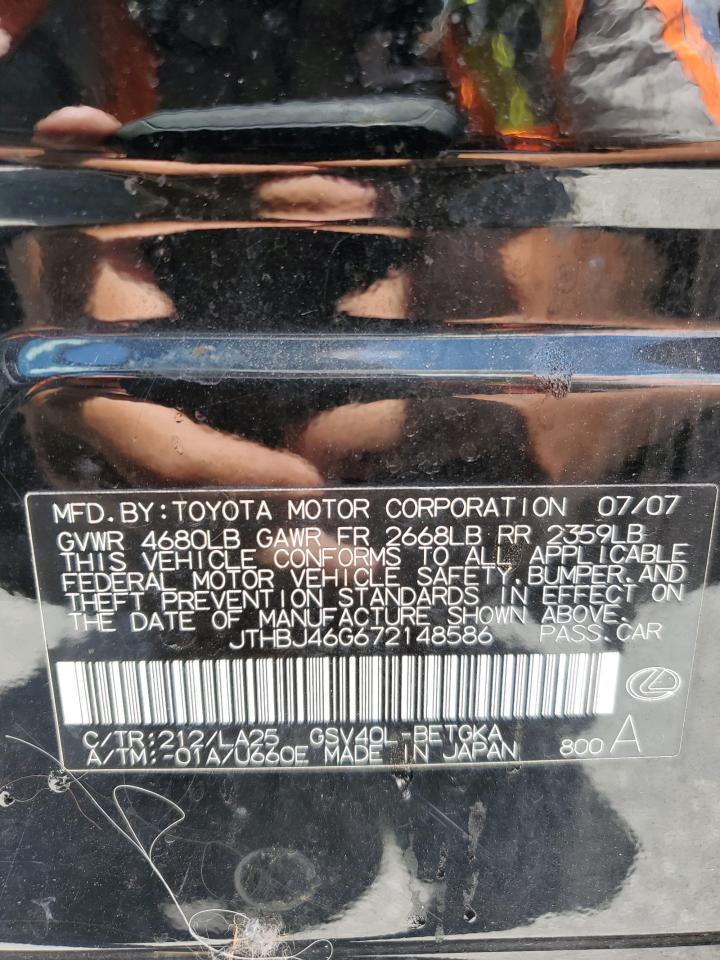 MFD.BY:TOYOTA MOTOR CORPORATION 07/07
GVWR 4680LB GAWR FR 2668LB RR 2359LB
THIS VEHICLE CONFORMS TO ALL APPLICABLE
FEDERAL MOTOR VEHICLE SAFETY,BUMPER,AND
THEFT PREVENTION STANDARDS IN EFFECT ON
THE DATE OF MANUFACTURE SHOWN ABOVE.
JTHBJ46G672148586 PASS.CAR
C/TR:212/LA25 GSV40L-BETGKA
A/TM:-01A/U660E MADE IN JAPAN 800 A